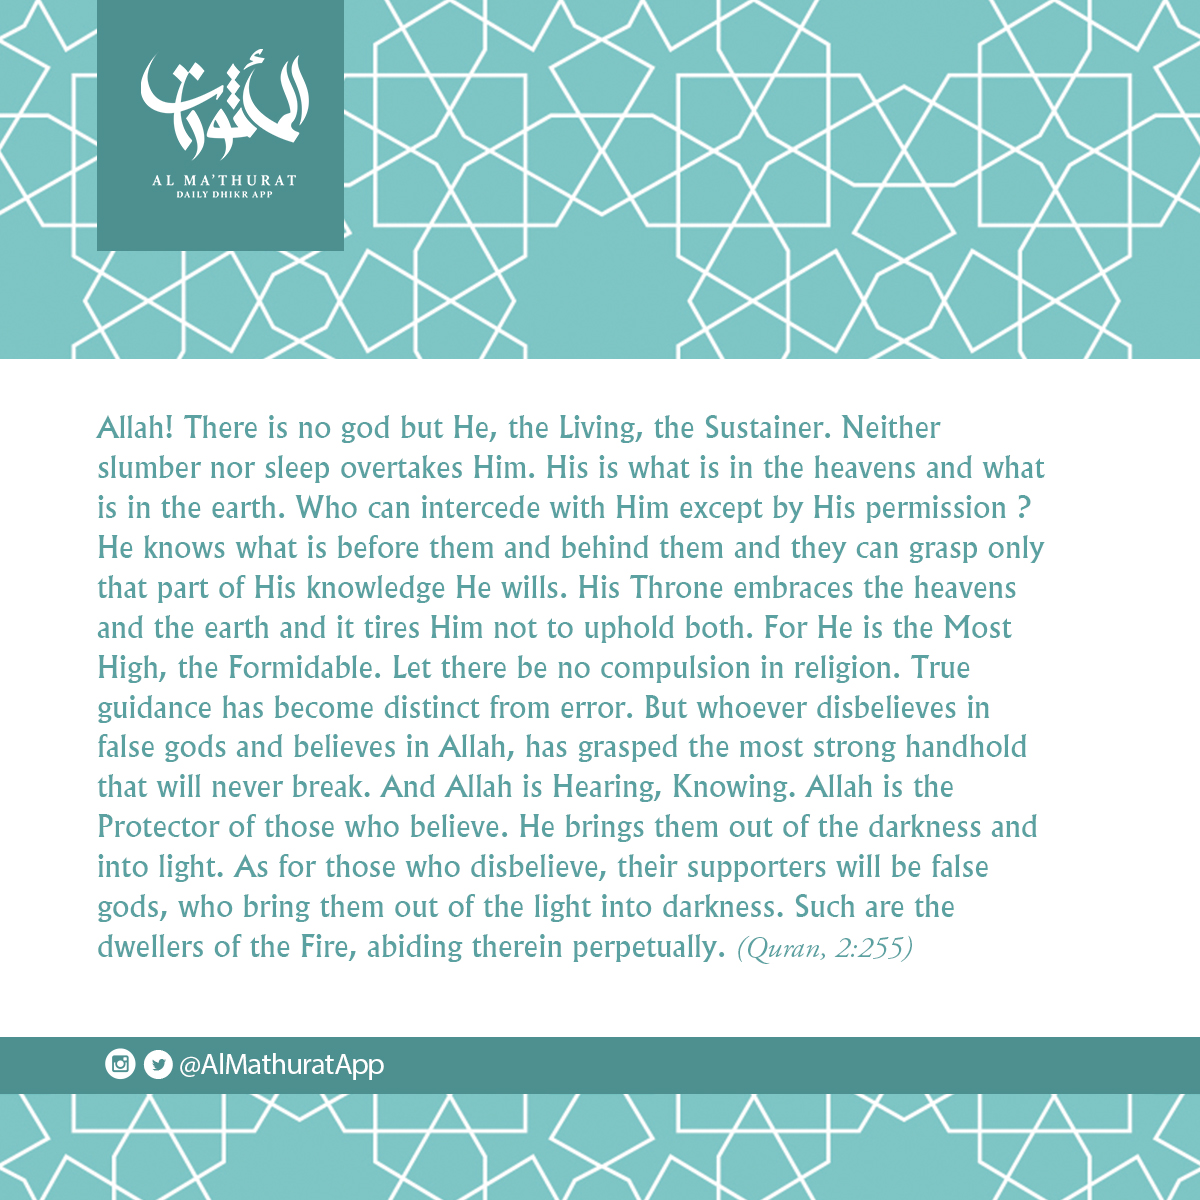 المأثورات
AL MA'THURAT
DAILY DHIKR APP
Allah! There is no god but He, the Living, the Sustainer. Neither
slumber nor sleep overtakes Him. His is what is in the heavens and what
is in the earth. Who can intercede with Him except by His permission ?
He knows what is before them and behind them and they can grasp only
that part of His knowledge He wills. His Throne embraces the heavens
and the earth and it tires Him not to uphold both. For He is the Most
High, the Formidable. Let there be no compulsion in religion. True
guidance has become distinct from error. But whoever disbelieves in
false gods and believes in Allah, has grasped the most strong handhold
that will never break. And Allah is Hearing, Knowing. Allah is the
Protector of those who believe. He brings them out of the darkness and
into light. As for those who disbelieve, their supporters will be false
gods, who bring them out of the light into darkness. Such are the
dwellers of the Fire, abiding therein perpetually. (Quran, 2:255)
@AlMathuratApp